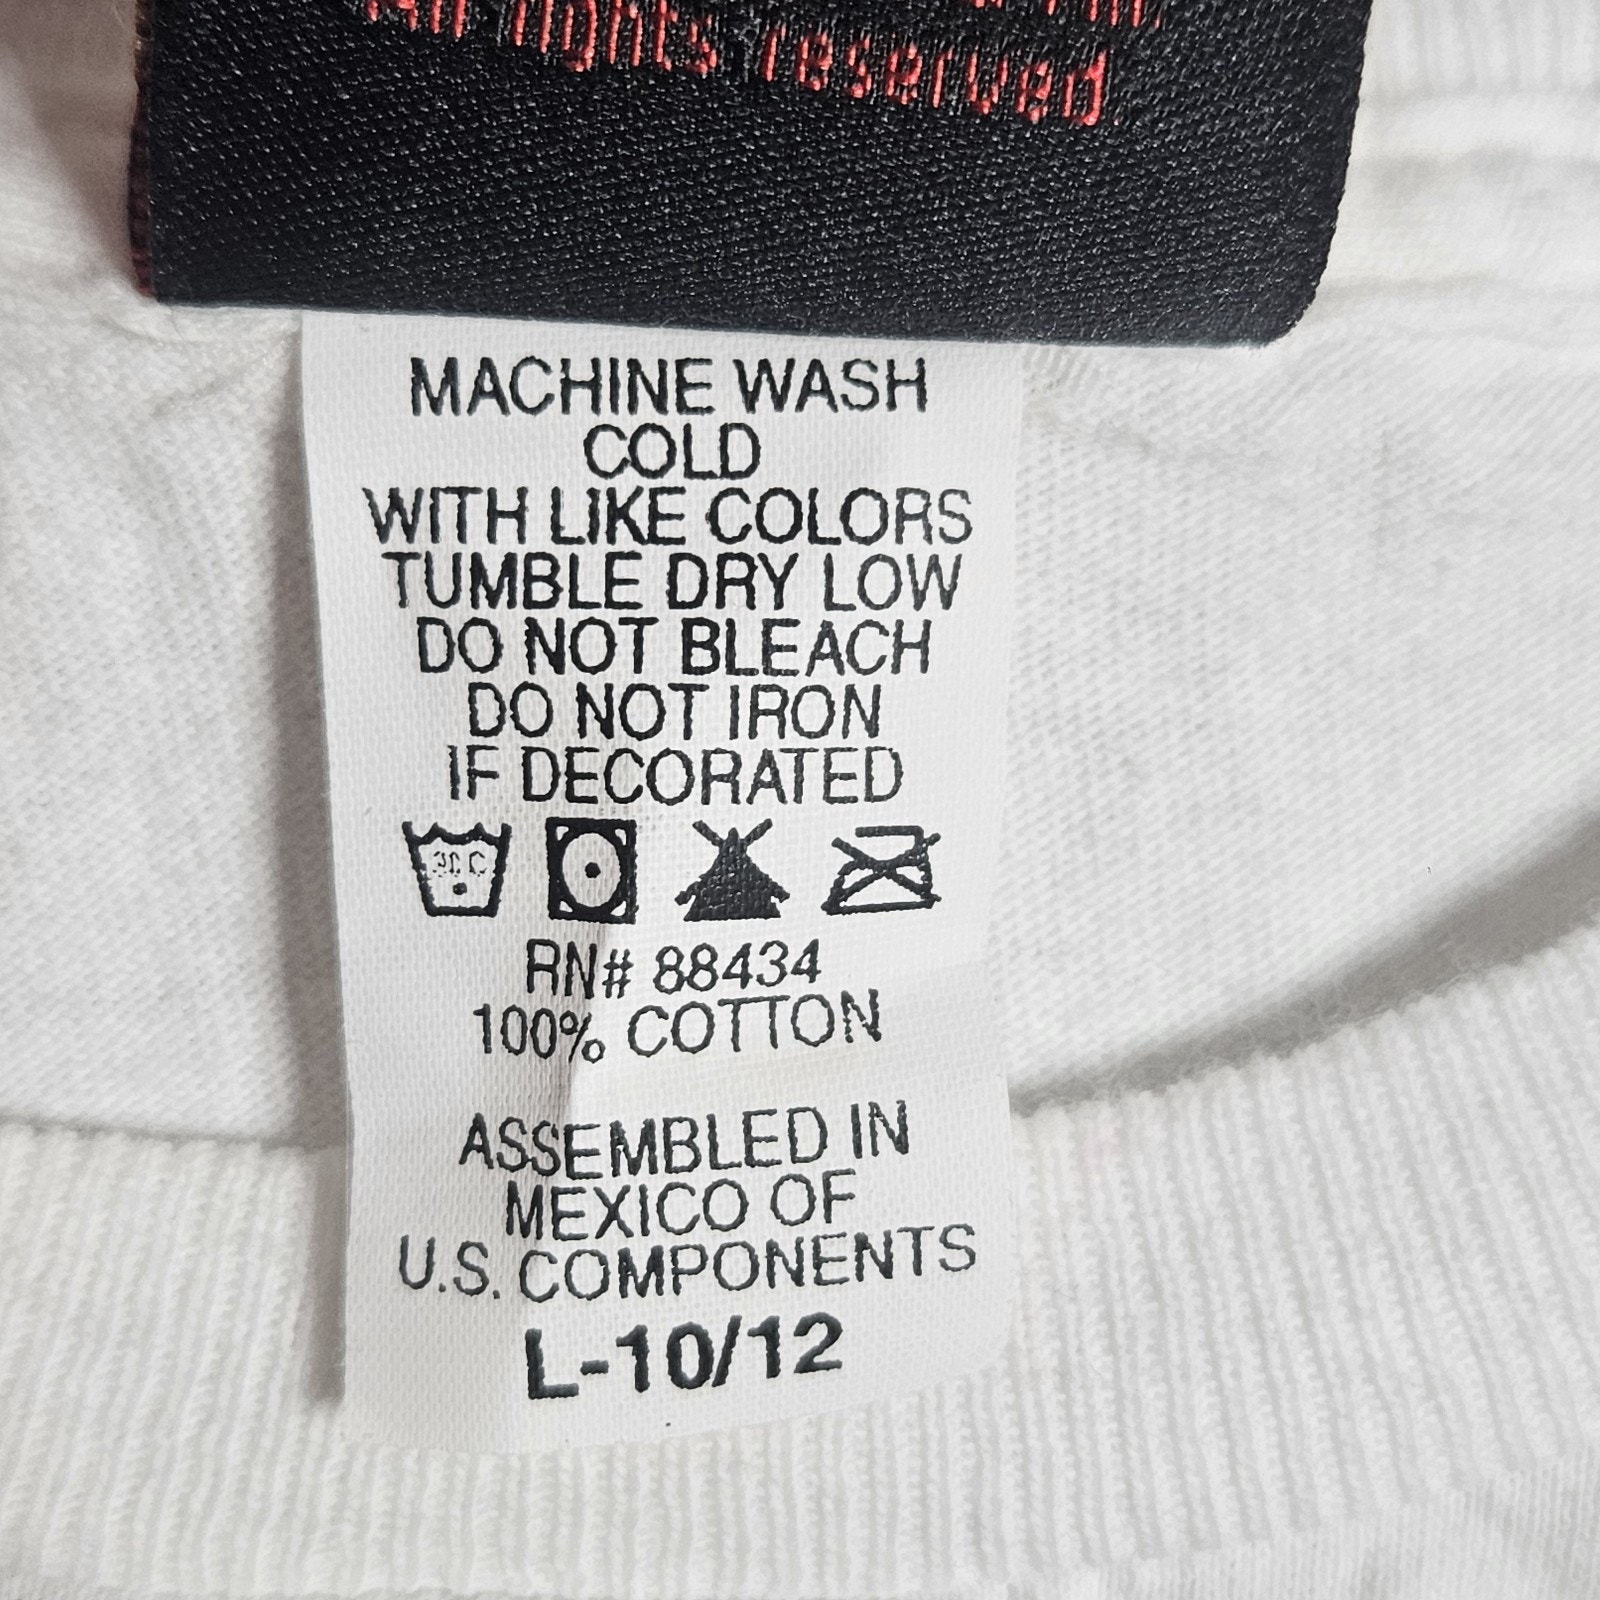 All rights reserved.
MACHINE WASH
COLD
WITH LIKE COLORS
TUMBLE DRY LOW
DO NOT BLEACH
DO NOT IRON
IF DECORATED
30 C
RN# 88434
100% COTTON
ASSEMBLED IN
MEXICO OF
U.S. COMPONENTS
L-10/12